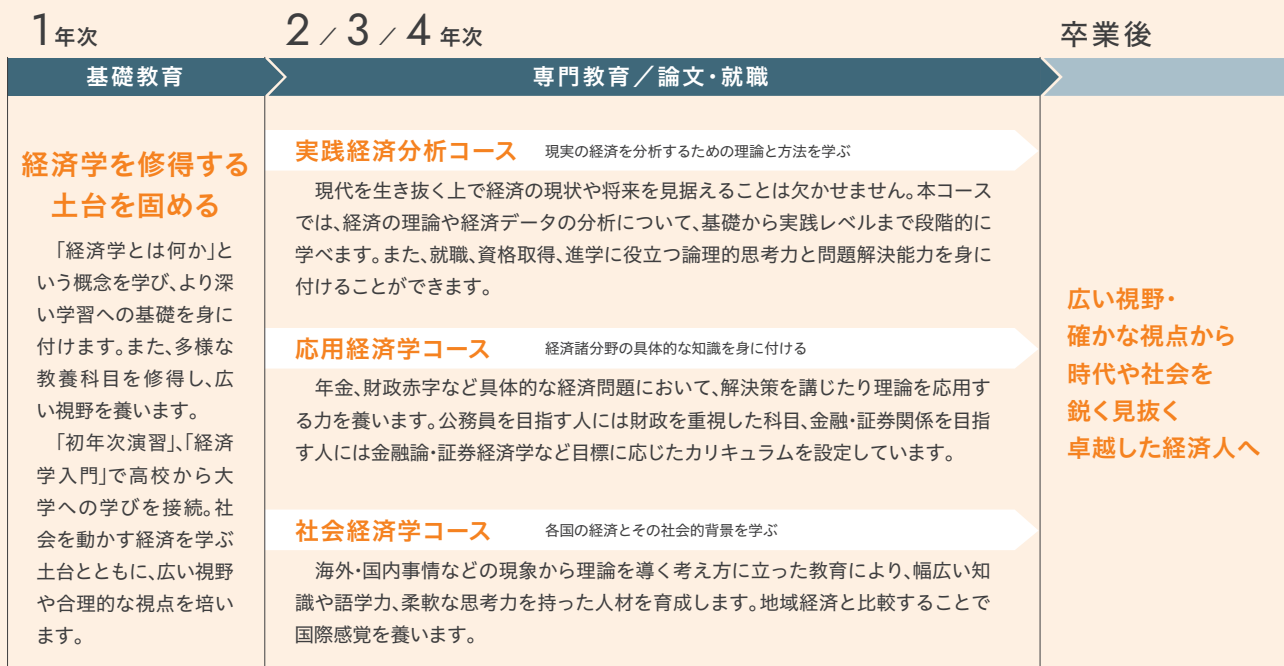 1年次
基礎教育
経済学を修得する
土台を固める
「経済学とは何か」と
いう概念を学び、より深
い学習への基礎を身に
付けます。また、多様な
教養科目を修得し、広
い視野を養います。
「初年次演習」、「経済
学入門」で高校から大
学への学びを接続。社
会を動かす経済を学ぶ
土台とともに、広い視野
や合理的な視点を培い
ます。
2/3/4年次
専門教育/論文・就職
実践経済分析コース 現実の経済を分析するための理論と方法を学ぶ
現代を生き抜く上で経済の現状や将来を見据えることは欠かせません。本コース
では、経済の理論や経済データの分析について、基礎から実践レベルまで段階的に
学べます。また、就職、資格取得、進学に役立つ論理的思考力と問題解決能力を身に
付けることができます。
応用経済学コース 経済諸分野の具体的な知識を身に付ける
年金、財政赤字など具体的な経済問題において、解決策を講じたり理論を応用す
る力を養います。公務員を目指す人には財政を重視した科目、金融・証券関係を目指
す人には金融論・証券経済学など目標に応じたカリキュラムを設定しています。
社会経済学コース 各国の経済とその社会的背景を学ぶ
海外・国内事情などの現象から理論を導く考え方に立った教育により、幅広い知
識や語学力、柔軟な思考力を持った人材を育成します。地域経済と比較することで
国際感覚を養います。
卒業後
広い視野・
確かな視点から
時代や社会を
鋭く見抜く
卓越した経済人へ